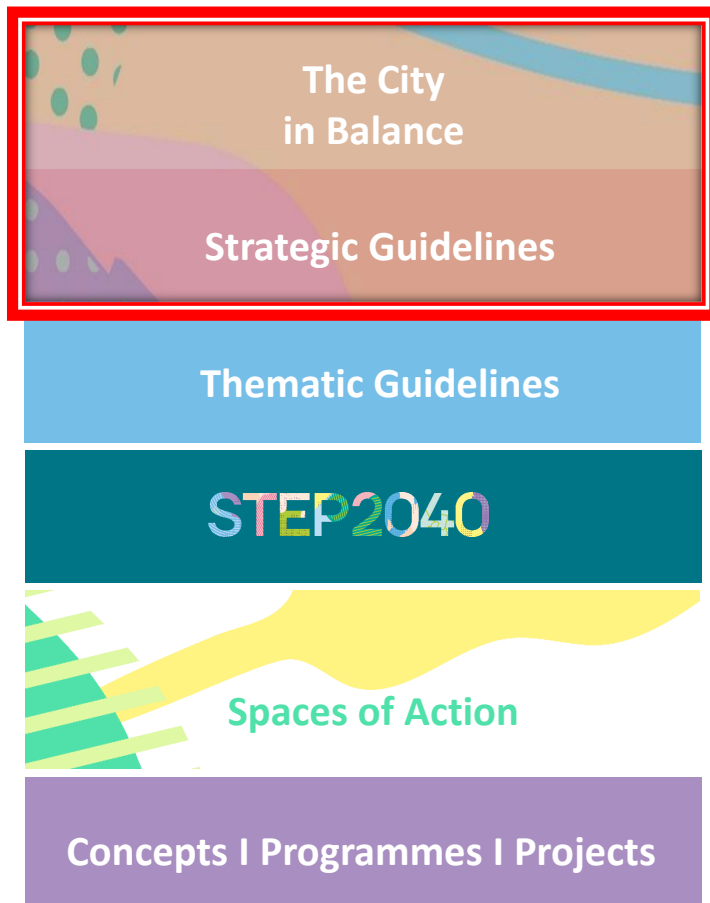 The City
in Balance
Strategic Guidelines
Thematic Guidelines
STEP2040
Spaces of Action
Concepts I Programmes I Projects